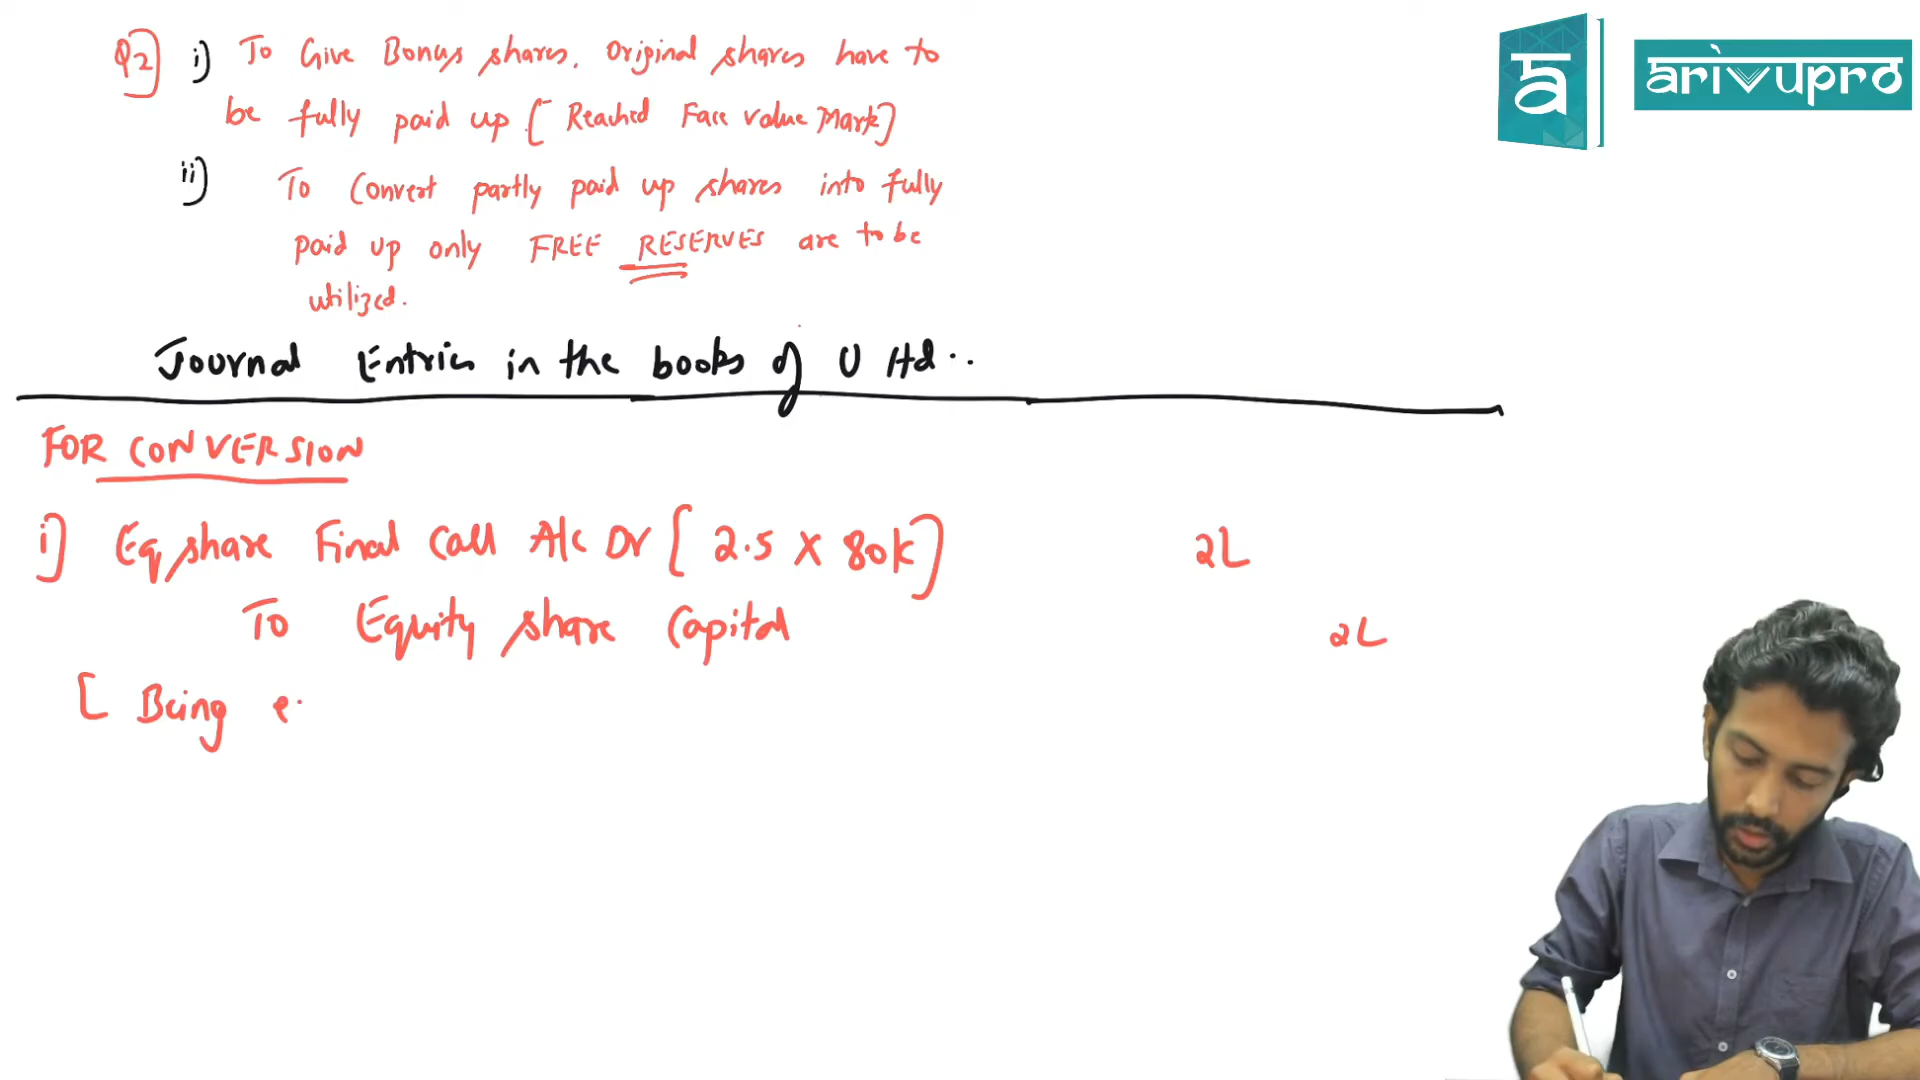 Q2] i) To Give Bonus shares. Original shares have to
be fully paid up. [Reached Face value Mark]
ii) To Convert partly paid up shares into fully
paid up only FREE RESERVES are to be
utilized.
Journal Entries in the books of U ltd..
FOR CONVERSION
i] Eq share Final Call A/c Dr [2.5 X 80K] 2L
To Equity share Capital 2L
[ Being e.
a
arivupro